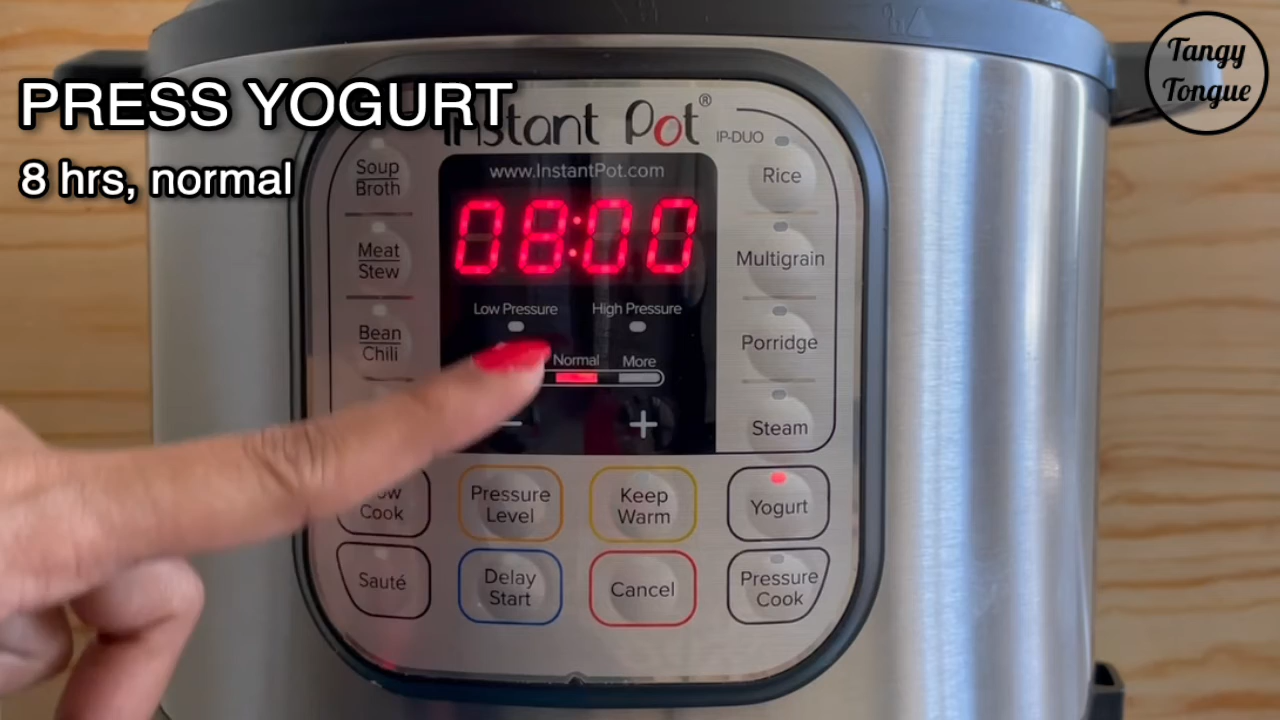 PRESS YOGURT
8 hrs, normal
Tangy
Tongue
Instant Pot®
IP-DUO
www.InstantPot.com
08:00
Low Pressure
High Pressure
Normal
More
−
+
Soup
Broth
Meat
Stew
Bean
Chili
Rice
Multigrain
Porridge
Steam
Cook
Pressure
Level
Keep
Warm
Yogurt
Sauté
Delay
Start
Cancel
Pressure
Cook